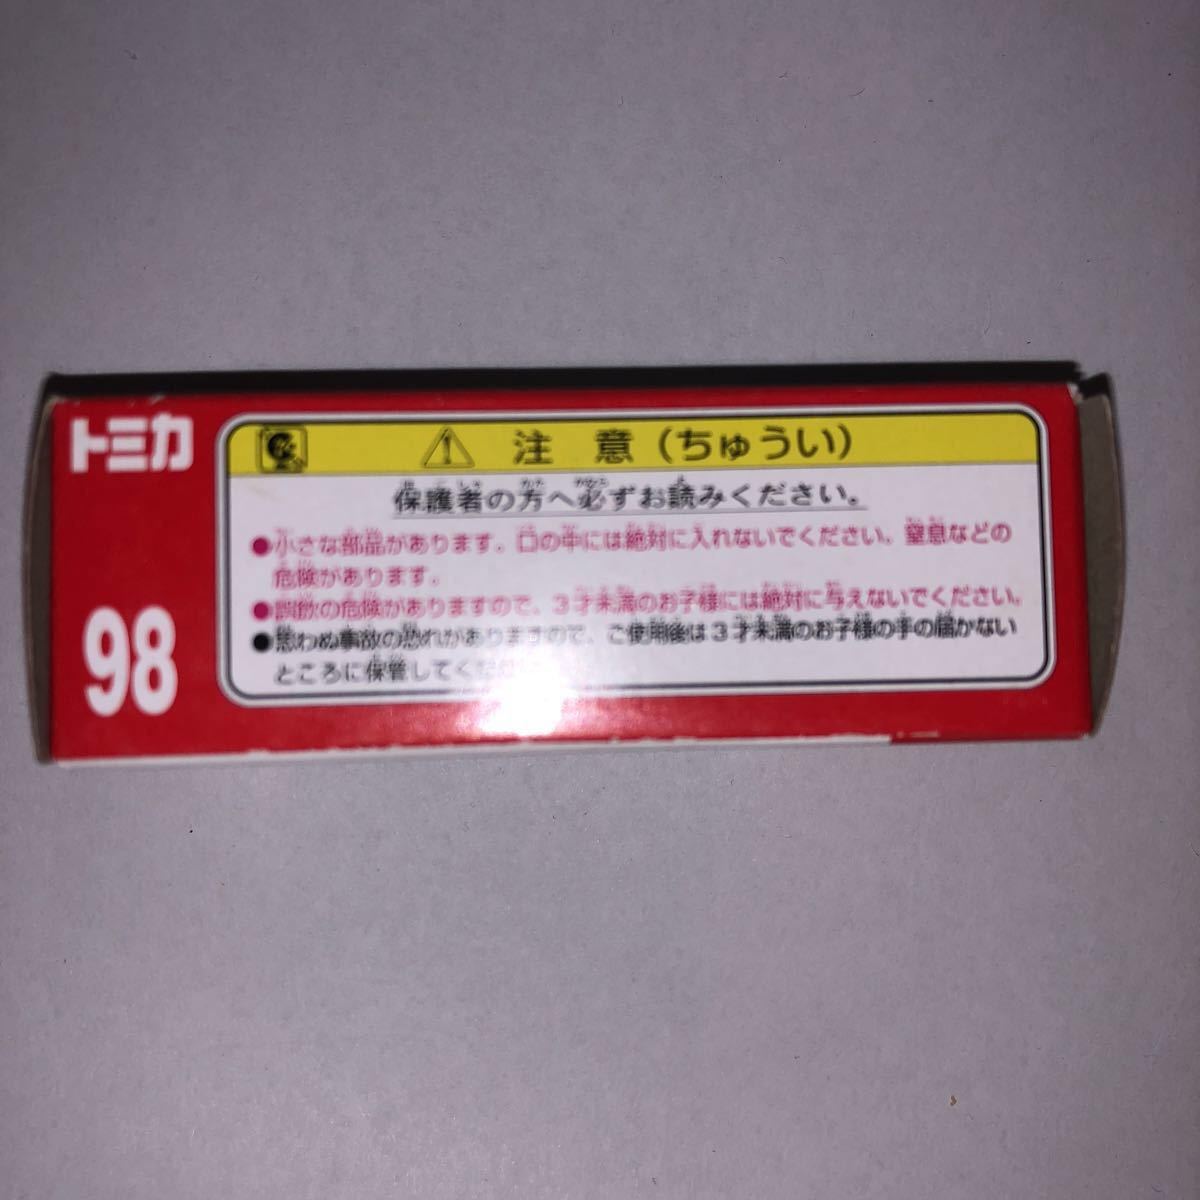 トミカ
98
注意(ちゅうい)
保護者の方へ必ずお読みください。
●小さな部品があります。口の中には絶対に入れないでください。窒息などの
危険があります。
●誤飲の危険がありますので、3才未満のお子様には絶対に与えないでください。
●思わぬ事故の恐れがありますので、ご使用後は3才未満のお子様の手の届かない
ところに保管してください。